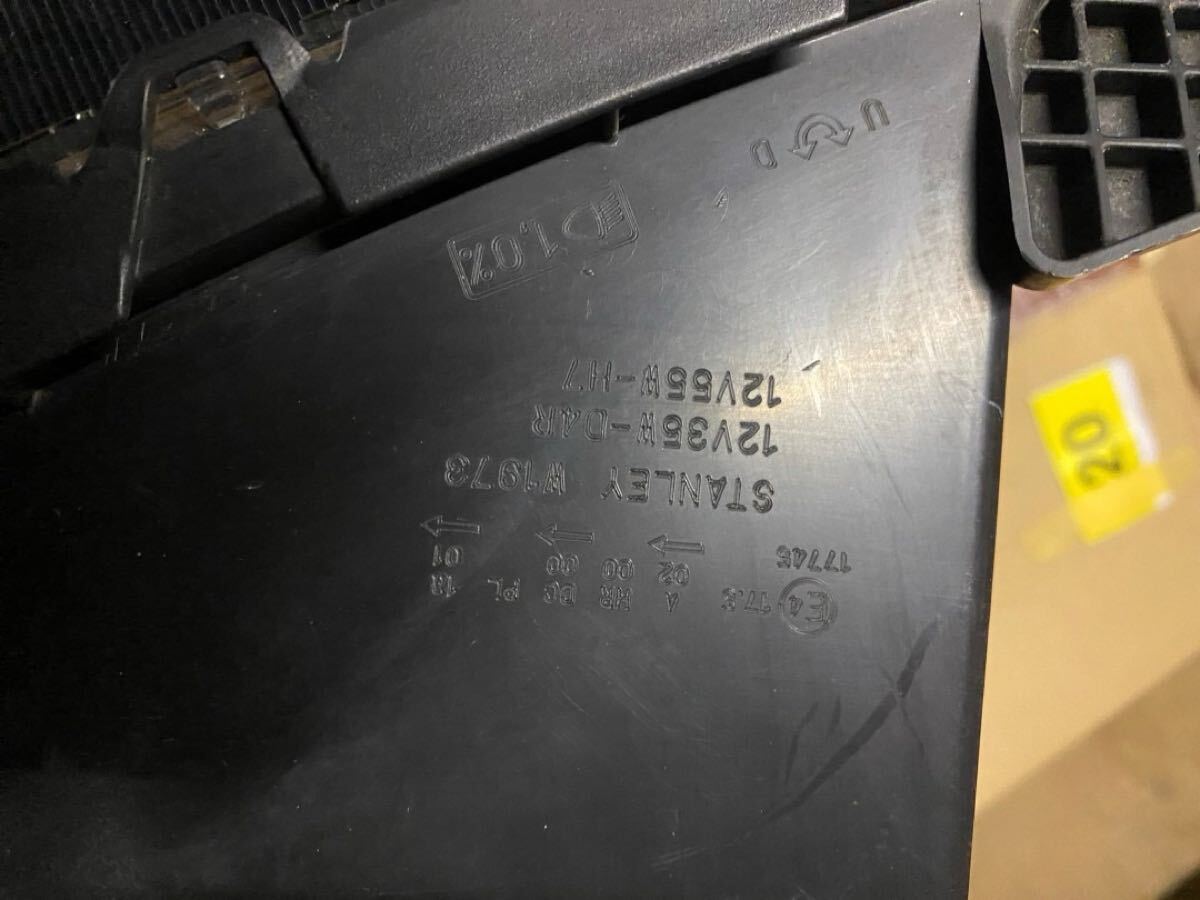 E4 17.5 A HR DC PL 1a
17745 02 00 00 01
STANLEY W1973
12V35W-D4R
12V55W-H7
1,0%
U D
20